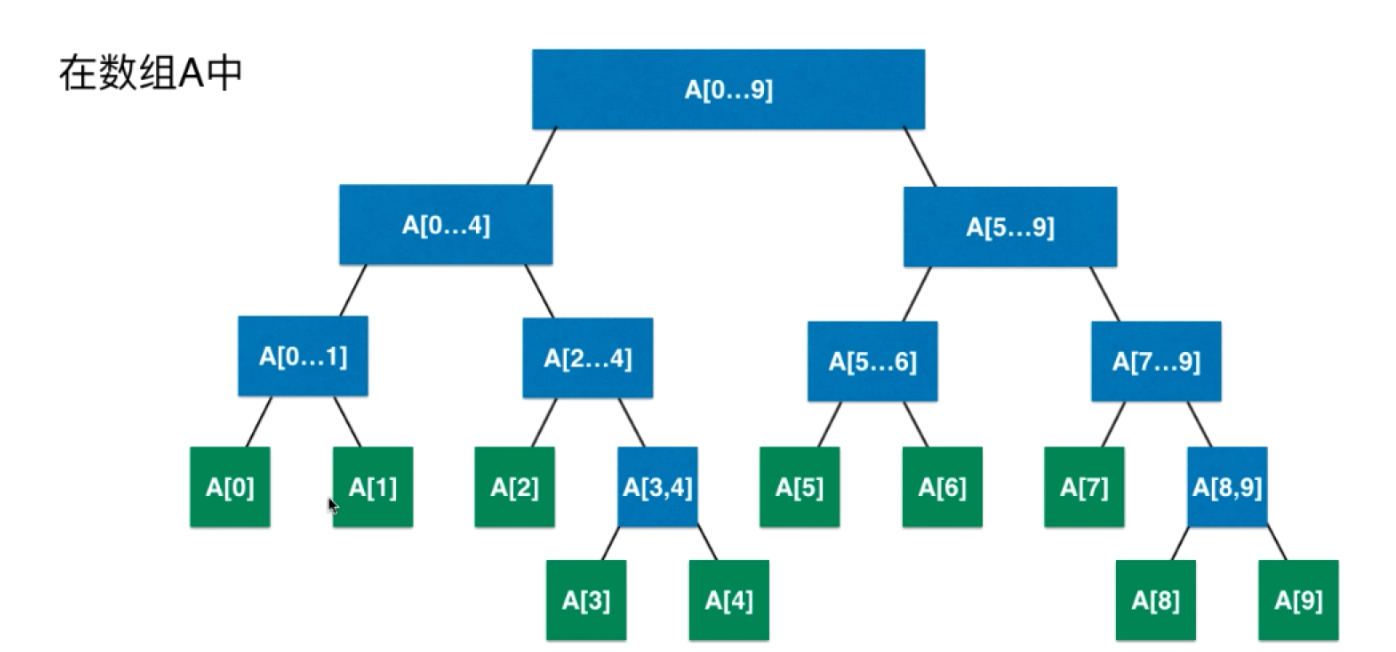 在数组A中
A[0…9]
A[0…4]
A[5…9]
A[0…1]
A[2…4]
A[5…6]
A[7…9]
A[0]
A[1]
A[2]
A[3,4]
A[5]
A[6]
A[7]
A[8,9]
A[3]
A[4]
A[8]
A[9]